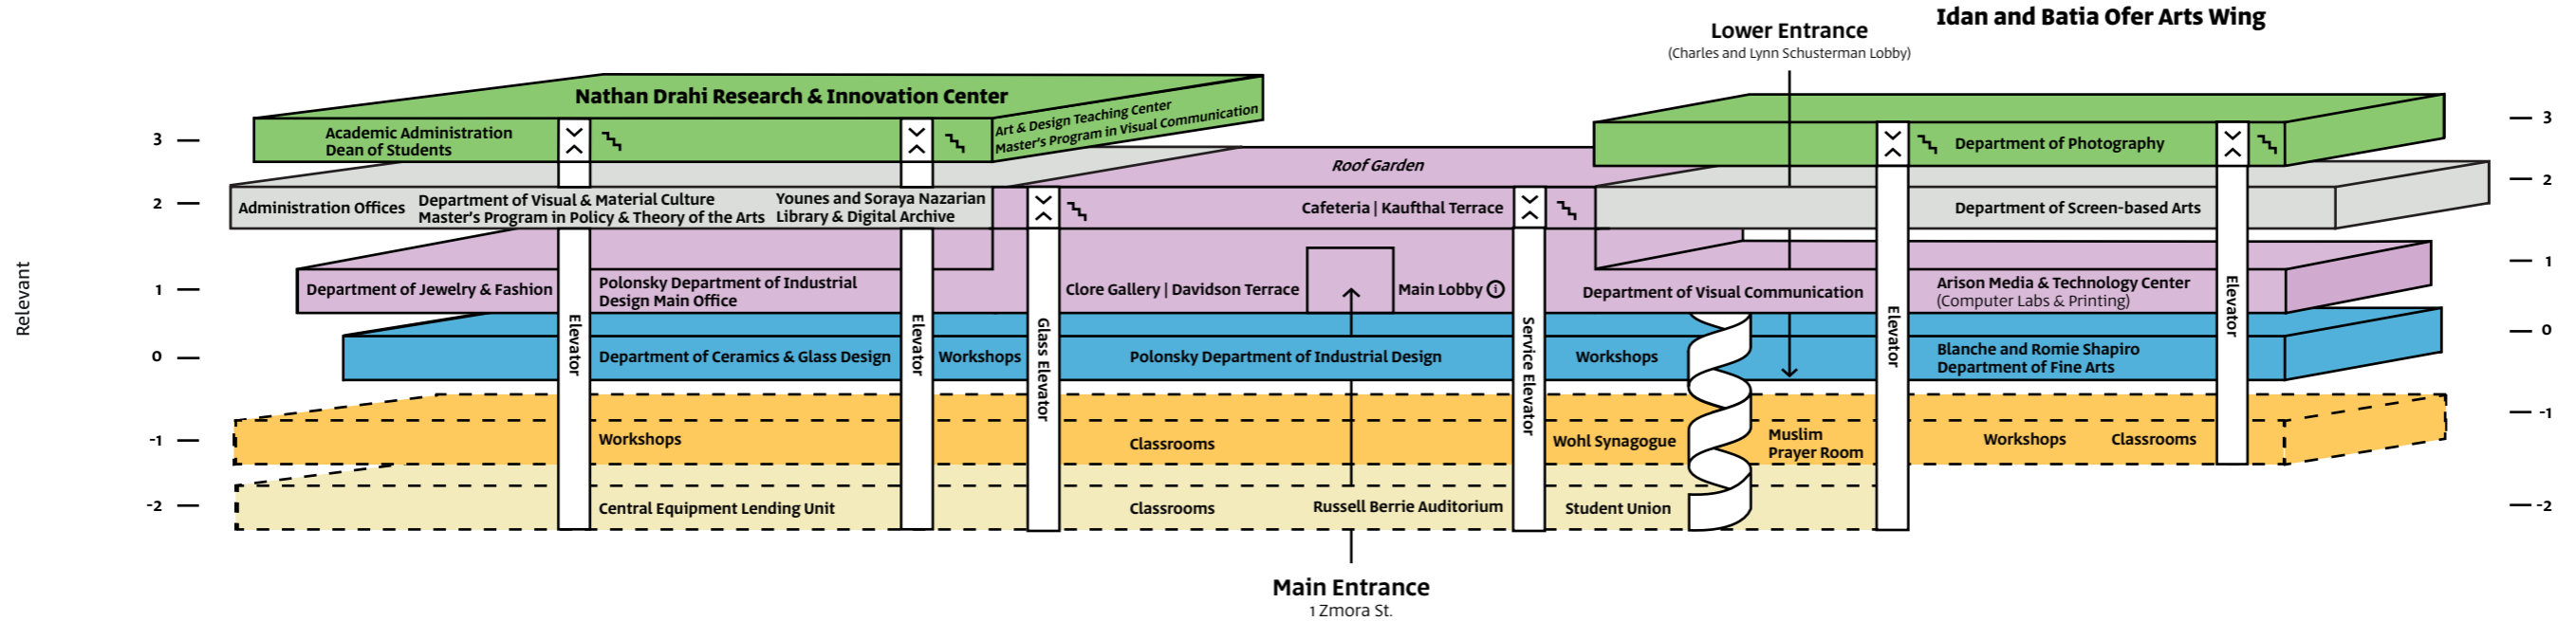 Idan and Batia Ofer Arts Wing
Lower Entrance
(Charles and Lynn Schusterman Lobby)
Nathan Drahi Research & Innovation Center
Art & Design Teaching Center
Master's Program in Visual Communication
3
Academic Administration
Dean of Students
Department of Photography
3
Roof Garden
2
Administration Offices
Department of Visual & Material Culture
Master's Program in Policy & Theory of the Arts
Younes and Soraya Nazarian
Library & Digital Archive
Cafeteria | Kaufthal Terrace
Department of Screen-based Arts
2
Relevant
1
Department of Jewelry & Fashion
Polonsky Department of Industrial
Design Main Office
Clore Gallery | Davidson Terrace
Main Lobby i
Department of Visual Communication
Arison Media & Technology Center
(Computer Labs & Printing)
1
Elevator
Elevator
Glass Elevator
Service Elevator
Elevator
Elevator
0
Department of Ceramics & Glass Design
Workshops
Polonsky Department of Industrial Design
Workshops
Blanche and Romie Shapiro
Department of Fine Arts
0
-1
Workshops
Classrooms
Wohl Synagogue
Muslim
Prayer Room
Workshops
Classrooms
-1
-2
Central Equipment Lending Unit
Classrooms
Russell Berrie Auditorium
Student Union
-2
Main Entrance
1 Zmora St.